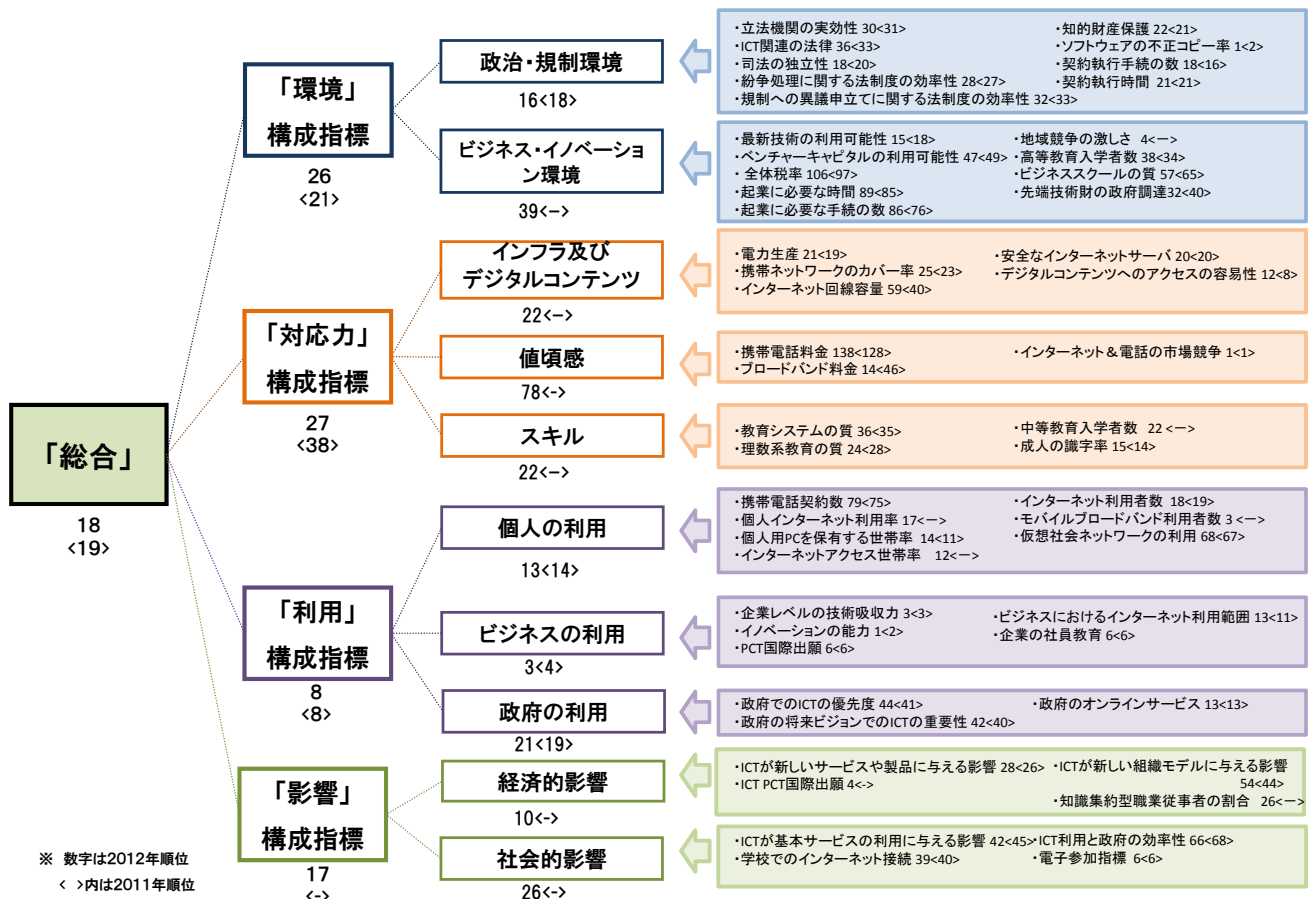 「総合」
18
<19>
「環境」
構成指標
26
<21>
政治・規制環境
16<18>
・立法機関の実効性 30<31>
・ICT関連の法律 36<33>
・司法の独立性 18<20>
・紛争処理に関する法制度の効率性 28<27>
・規制への異議申立てに関する法制度の効率性 32<33>
・知的財産保護 22<21>
・ソフトウェアの不正コピー率 1<2>
・契約執行手続の数 18<16>
・契約執行時間 21<21>
ビジネス・イノベーショ
ン環境
39<−>
・最新技術の利用可能性 15<18>
・ベンチャーキャピタルの利用可能性 47<49>
・全体税率 106<97>
・起業に必要な時間 89<85>
・起業に必要な手続の数 86<76>
・地域競争の激しさ 4<−>
・高等教育入学者数 38<34>
・ビジネススクールの質 57<65>
・先端技術財の政府調達32<40>
「対応力」
構成指標
27
<38>
インフラ及び
デジタルコンテンツ
22<−>
・電力生産 21<19>
・携帯ネットワークのカバー率 25<23>
・インターネット回線容量 59<40>
・安全なインターネットサーバ 20<20>
・デジタルコンテンツへのアクセスの容易性 12<8>
値頃感
78<->
・携帯電話料金 138<128>
・ブロードバンド料金 14<46>
・インターネット＆電話の市場競争 1<1>
スキル
22<−>
・教育システムの質 36<35>
・理数系教育の質 24<28>
・中等教育入学者数 22 <−>
・成人の識字率 15<14>
「利用」
構成指標
8
<8>
個人の利用
13<14>
・携帯電話契約数 79<75>
・個人インターネット利用率 17<−>
・個人用PCを保有する世帯率 14<11>
・インターネットアクセス世帯率 12<−>
・インターネット利用者数 18<19>
・モバイルブロードバンド利用者数 3 <−>
・仮想社会ネットワークの利用 68<67>
ビジネスの利用
3<4>
・企業レベルの技術吸収力 3<3>
・イノベーションの能力 1<2>
・PCT国際出願 6<6>
・ビジネスにおけるインターネット利用範囲 13<11>
・企業の社員教育 6<6>
政府の利用
21<19>
・政府でのICTの優先度 44<41>
・政府の将来ビジョンでのICTの重要性 42<40>
・政府のオンラインサービス 13<13>
「影響」
構成指標
17
<->
経済的影響
10<->
・ICTが新しいサービスや製品に与える影響 28<26>
・ICT PCT国際出願 4<->
・ICTが新しい組織モデルに与える影響
54<44>
・知識集約型職業従事者の割合 26<−>
社会的影響
26<->
・ICTが基本サービスの利用に与える影響 42<45>
・学校でのインターネット接続 39<40>
・ICT利用と政府の効率性 66<68>
・電子参加指標 6<6>
※ 数字は2012年順位
< >内は2011年順位